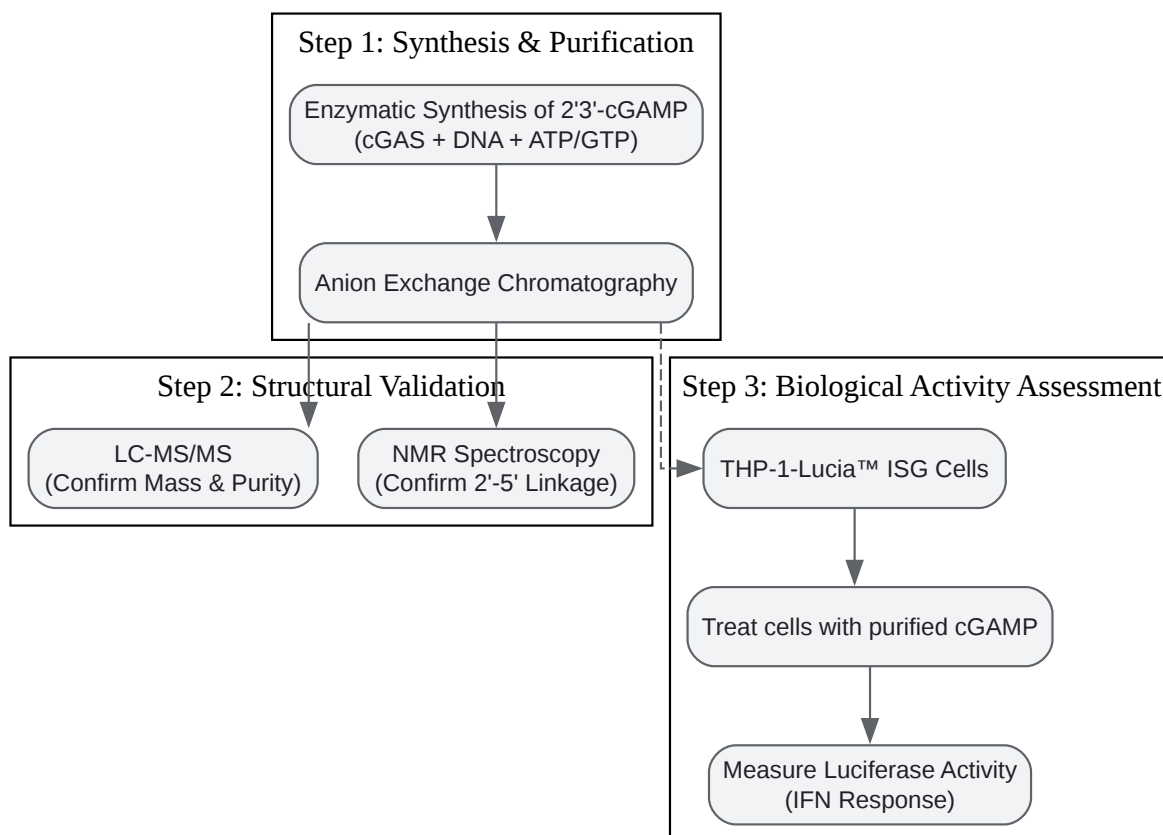 Step 1: Synthesis & Purification
Enzymatic Synthesis of 2'3'-cGAMP
(cGAS + DNA + ATP/GTP)
Anion Exchange Chromatography
Step 2: Structural Validation
LC-MS/MS
(Confirm Mass & Purity)
NMR Spectroscopy
(Confirm 2'-5' Linkage)
Step 3: Biological Activity Assessment
THP-1-Lucia™ ISG Cells
Treat cells with purified cGAMP
Measure Luciferase Activity
(IFN Response)